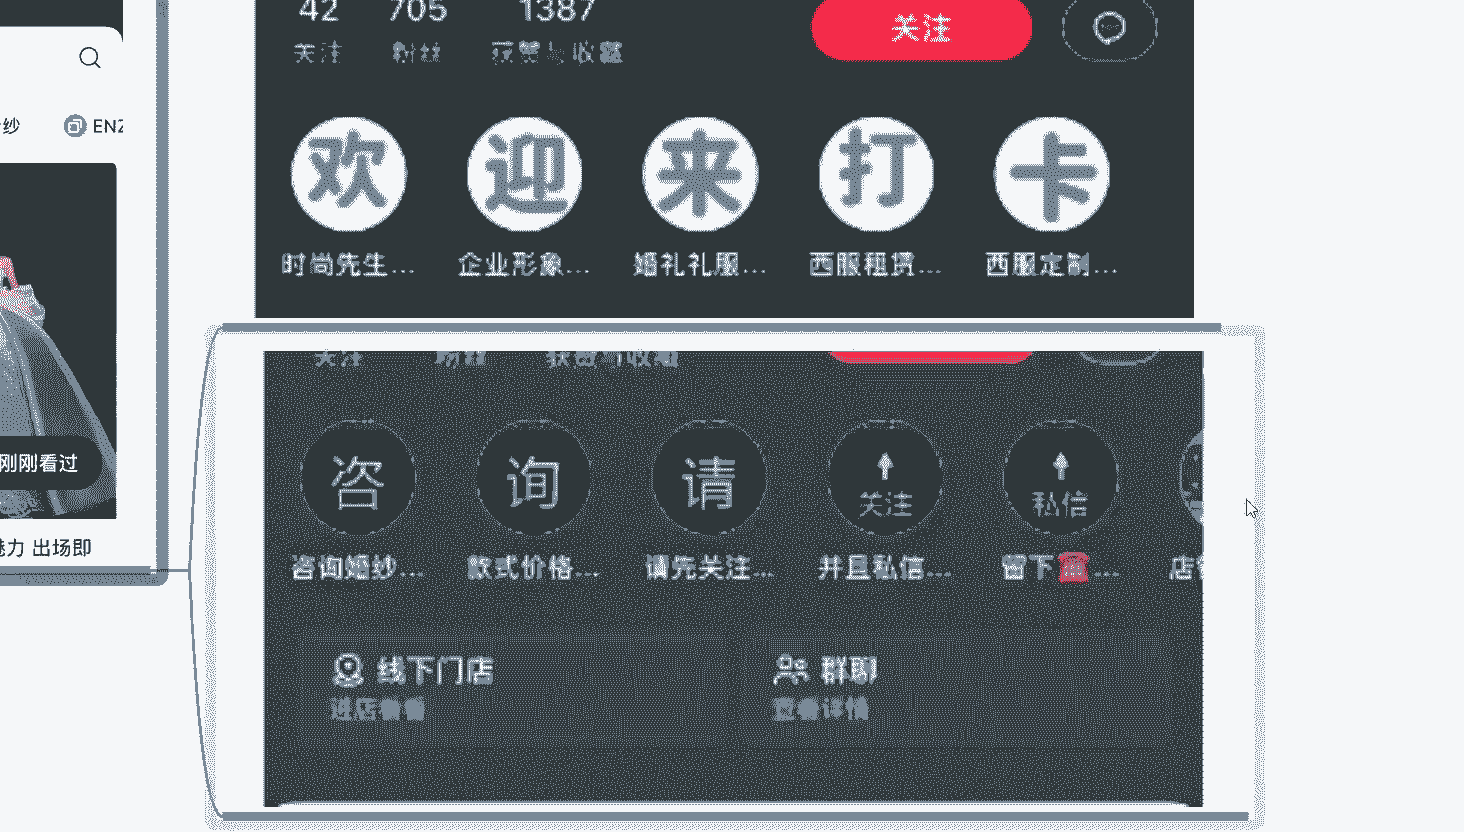 42 705 1387
关注 粉丝 获赞与收藏
关注
纱 EN2
欢 迎 来 打 卡
时尚先生... 企业形象... 婚礼礼服... 西服租赁... 西服定制...
关注 粉丝 获赞与收藏
刚刚看过
力 出场即
咨 询 请 关注 私信
咨询婚纱... 款式价格... 请先关注... 并且私信... 留下 ... 店
线下门店
进店看看
群聊
查看详情